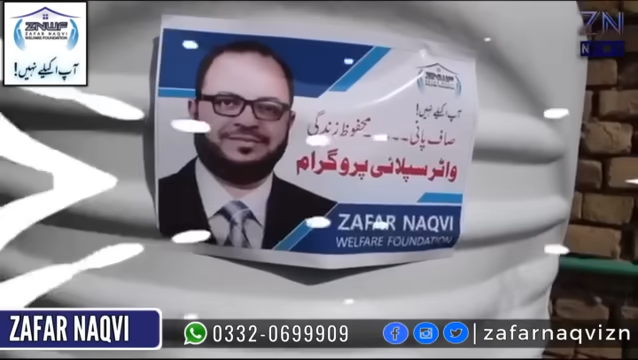 ZNWF
ZAFAR NAQVI
WELFARE FOUNDATION
آپ اکیلے نہیں!
ZN
ZNWF
آپ اکیلے نہیں!
صاف پانی.... محفوظ زندگی
واٹر سپلائی پروگرام
ZAFAR NAQVI
WELFARE FOUNDATION
ZAFAR NAQVI
0332-0699909
| zafarnaqvizn